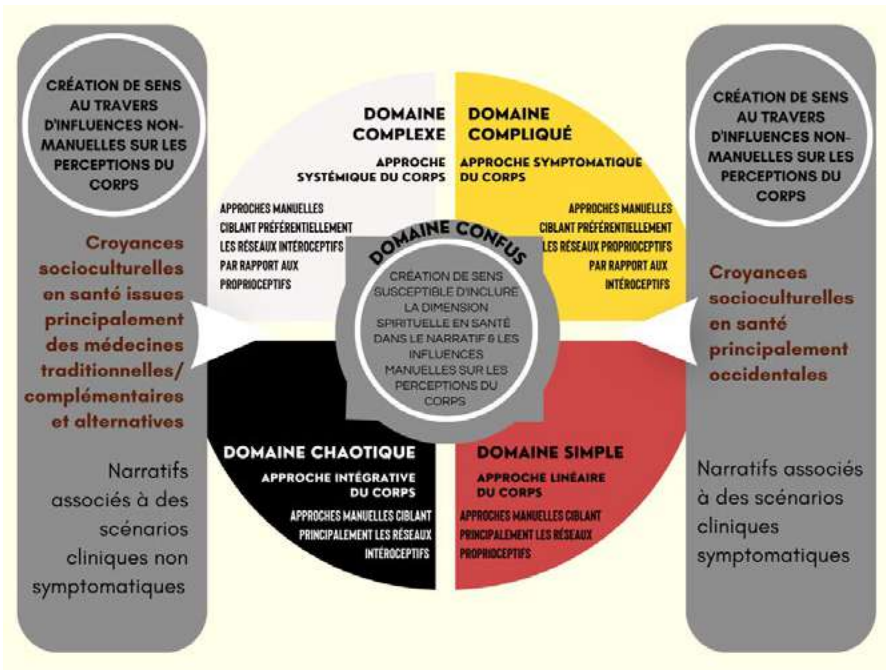 CRÉATION DE SENS
AU TRAVERS
D'INFLUENCES NON-
MANUELLES SUR LES
PERCEPTIONS DU
CORPS
Croyances
socioculturelles
en santé issues
principalement
des médecines
traditionnelles/
complémentaires
et alternatives
Narratifs
associés à des
scénarios
cliniques non
symptomatiques
DOMAINE
COMPLEXE
APPROCHE
SYSTÉMIQUE DU CORPS
APPROCHES MANUELLES
CIBLANT PRÉFÉRENTIELLEMENT
LES RÉSEAUX INTÉROCEPTIFS
PAR RAPPORT AUX
PROPRIOCEPTIFS
DOMAINE
COMPLIQUÉ
APPROCHE SYMPTOMATIQUE
DU CORPS
APPROCHES MANUELLES
CIBLANT PRÉFÉRENTIELLEMENT
LES RÉSEAUX PROPRIOCEPTIFS
PAR RAPPORT AUX
INTÉROCEPTIFS
DOMAINE CONFUS
CRÉATION DE SENS
SUSCEPTIBLE D'INCLURE
LA DIMENSION
SPIRITUELLE EN SANTÉ
DANS LE NARRATIF & LES
INFLUENCES
MANUELLES SUR LES
PERCEPTIONS DU
CORPS
DOMAINE CHAOTIQUE
APPROCHE INTÉGRATIVE
DU CORPS
APPROCHES MANUELLES CIBLANT
PRINCIPALEMENT LES RÉSEAUX
INTÉROCEPTIFS
DOMAINE SIMPLE
APPROCHE LINÉAIRE
DU CORPS
APPROCHES MANUELLES CIBLANT
PRINCIPALEMENT LES RÉSEAUX
PROPRIOCEPTIFS
CRÉATION DE SENS
AU TRAVERS
D'INFLUENCES NON-
MANUELLES SUR LES
PERCEPTIONS DU
CORPS
Croyances
socioculturelles
en santé
principalement
occidentales
Narratifs associés
à des scénarios
cliniques
symptomatiques